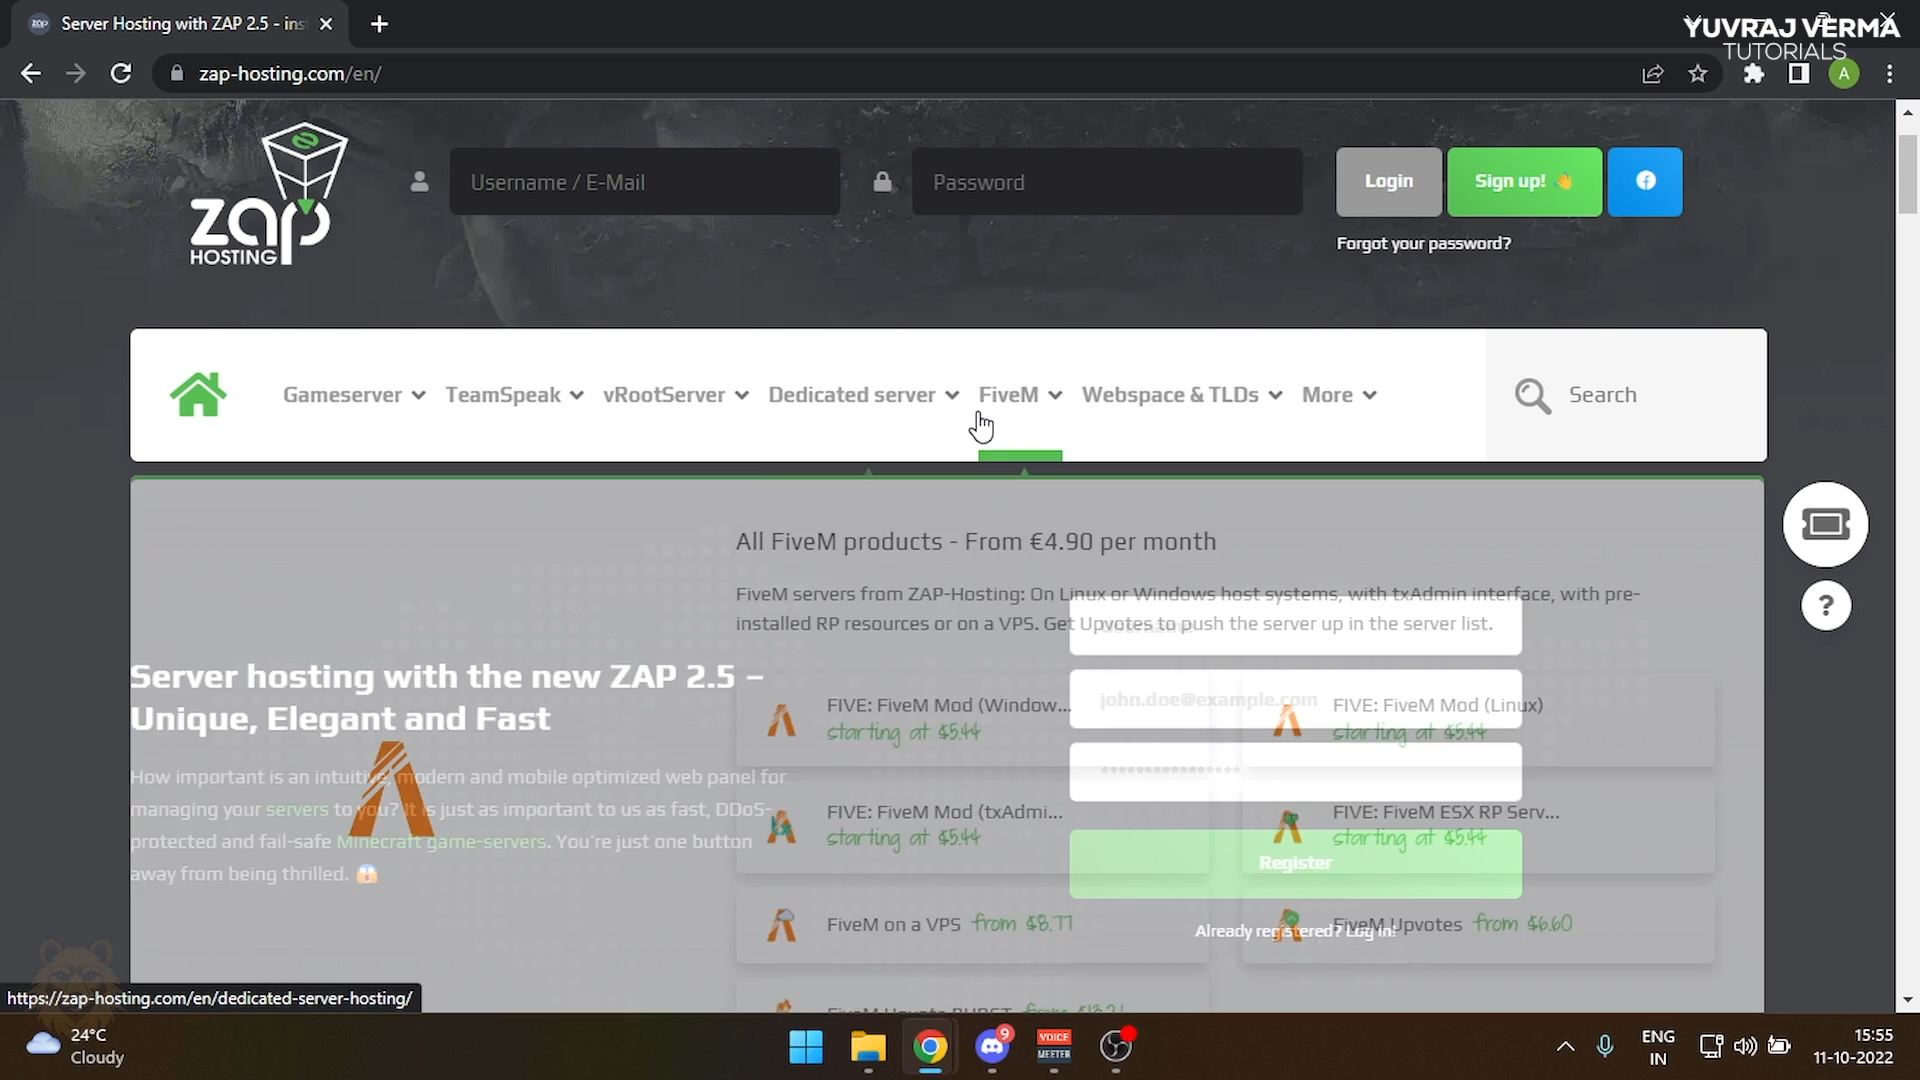 Server Hosting with ZAP 2.5 - ins
YUVRAJ VERMA
TUTORIALS
zap-hosting.com/en/
A
zap
HOSTING
Username / E-Mail
Password
Login
Sign up! 👋
Forgot your password?
Gameserver
TeamSpeak
vRootServer
Dedicated server
FiveM
Webspace & TLDs
More
Search
All FiveM products - From €4.90 per month
FiveM servers from ZAP-Hosting: On Linux or Windows host systems, with txAdmin interface, with pre-
installed RP resources or on a VPS. Get Upvotes to push the server up in the server list.
?
Server hosting with the new ZAP 2.5 –
Unique, Elegant and Fast
How important is an intuitive, modern and mobile optimized web panel for
managing your servers to you? It is just as important to us as fast, DDoS-
protected and fail-safe Minecraft game-servers. You're just one button
away from being thrilled. 😱
FIVE: FiveM Mod (Window...
starting at $5.44
john.doe@example.com
FIVE: FiveM Mod (Linux)
starting at $5.44
FIVE: FiveM Mod (txAdmi...
starting at $5.44
FIVE: FiveM ESX RP Serv...
starting at $5.44
Register
FiveM on a VPS from $8.77
FiveM Upvotes from $6.60
Already registered? Log in!
https://zap-hosting.com/en/dedicated-server-hosting/
24°C
Cloudy
9
VOICE
MEETER
ENG
IN
15:55
11-10-2022